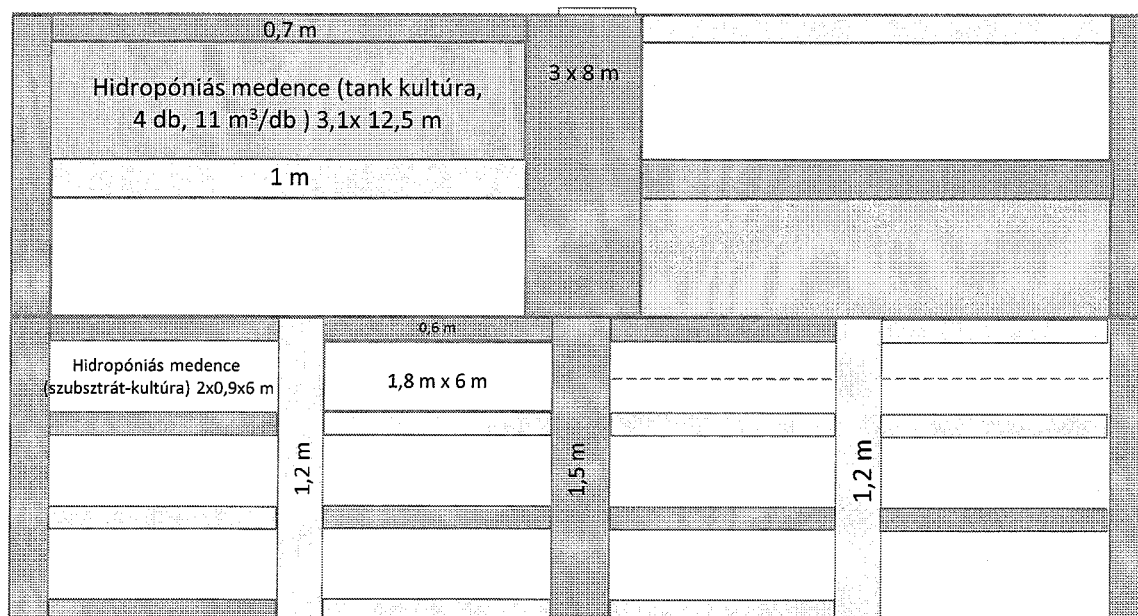 0,7 m
Hidropóniás medence (tank kultúra,
4 db, 11 m³/db ) 3,1x 12,5 m
3 x 8 m
1 m
0,6 m
Hidropóniás medence
(szubsztrát-kultúra) 2x0,9x6 m
1,8 m x 6 m
1,2 m
1,5 m
1,2 m